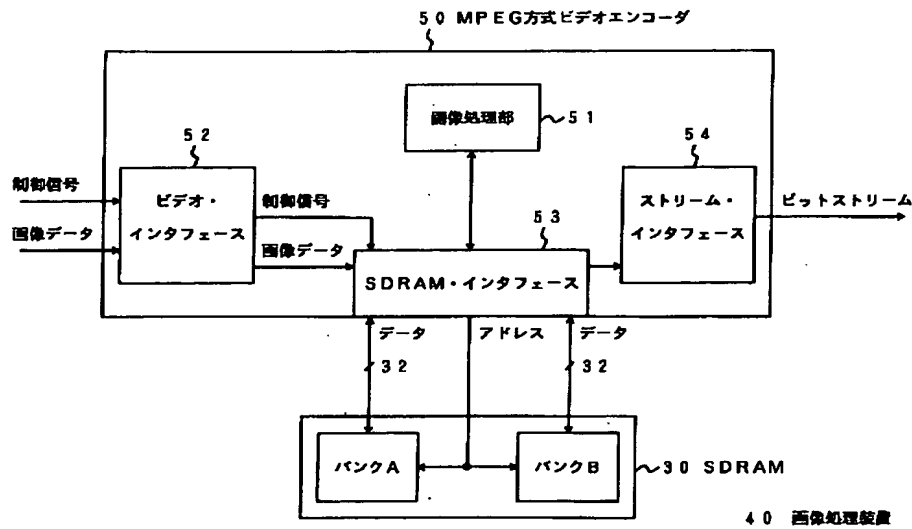 50 MPEG方式ビデオエンコーダ
画像処理部
51
52
54
制御信号
画像データ
ビデオ・
インタフェース
制御信号
画像データ
53
ストリーム・
インタフェース
ビットストリーム
SDRAM・インタフェース
データ
アドレス
データ
32
32
バンクA
バンクB
30 SDRAM
40 画像処理装置